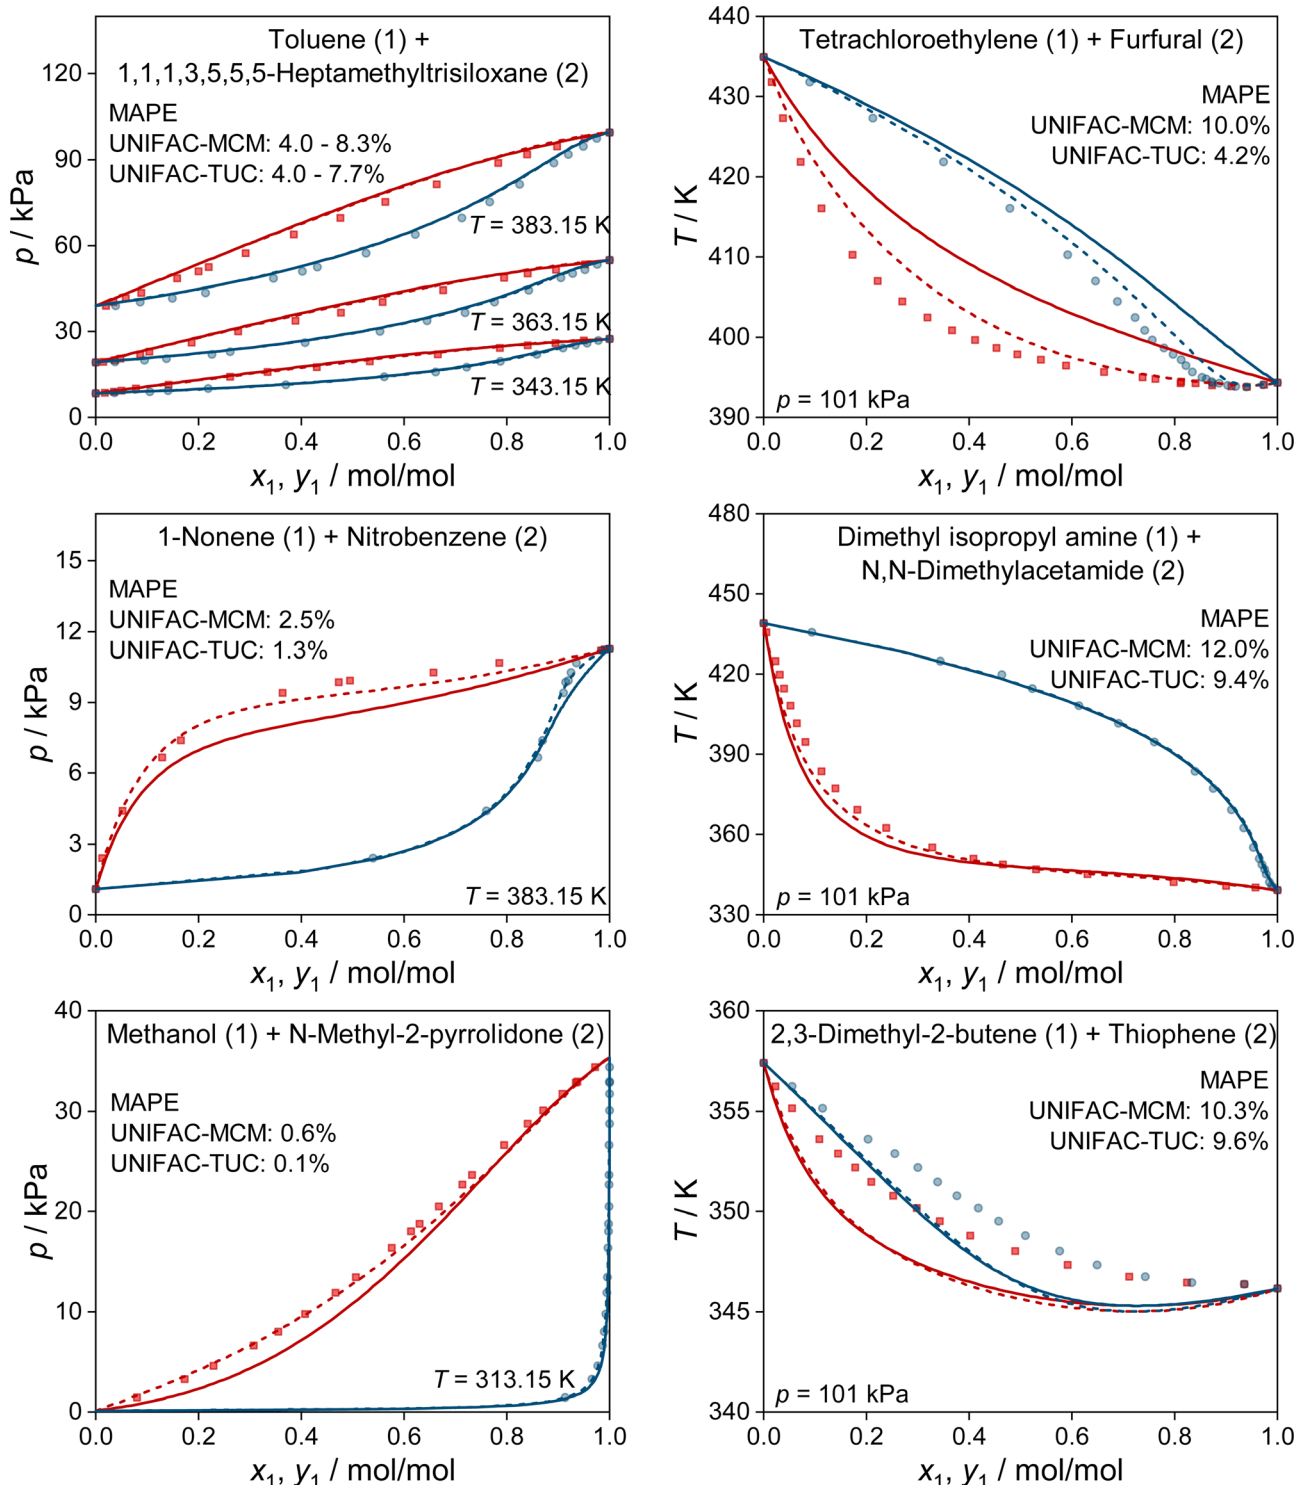 Toluene (1) +
1,1,1,3,5,5,5-Heptamethyltrisiloxane (2)
MAPE
UNIFAC-MCM: 4.0 - 8.3%
UNIFAC-TUC: 4.0 - 7.7%
T = 383.15 K
T = 363.15 K
T = 343.15 K
p / kPa
120
90
60
30
0
0.0 0.2 0.4 0.6 0.8 1.0
x1, y1 / mol/mol
Tetrachloroethylene (1) + Furfural (2)
MAPE
UNIFAC-MCM: 10.0%
UNIFAC-TUC: 4.2%
p = 101 kPa
T / K
440
430
420
410
400
390
0.0 0.2 0.4 0.6 0.8 1.0
x1, y1 / mol/mol
1-Nonene (1) + Nitrobenzene (2)
MAPE
UNIFAC-MCM: 2.5%
UNIFAC-TUC: 1.3%
T = 383.15 K
p / kPa
15
12
9
6
3
0
0.0 0.2 0.4 0.6 0.8 1.0
x1, y1 / mol/mol
Dimethyl isopropyl amine (1) +
N,N-Dimethylacetamide (2)
MAPE
UNIFAC-MCM: 12.0%
UNIFAC-TUC: 9.4%
p = 101 kPa
T / K
480
450
420
390
360
330
0.0 0.2 0.4 0.6 0.8 1.0
x1, y1 / mol/mol
Methanol (1) + N-Methyl-2-pyrrolidone (2)
MAPE
UNIFAC-MCM: 0.6%
UNIFAC-TUC: 0.1%
T = 313.15 K
p / kPa
40
30
20
10
0
0.0 0.2 0.4 0.6 0.8 1.0
x1, y1 / mol/mol
2,3-Dimethyl-2-butene (1) + Thiophene (2)
MAPE
UNIFAC-MCM: 10.3%
UNIFAC-TUC: 9.6%
p = 101 kPa
T / K
360
355
350
345
340
0.0 0.2 0.4 0.6 0.8 1.0
x1, y1 / mol/mol